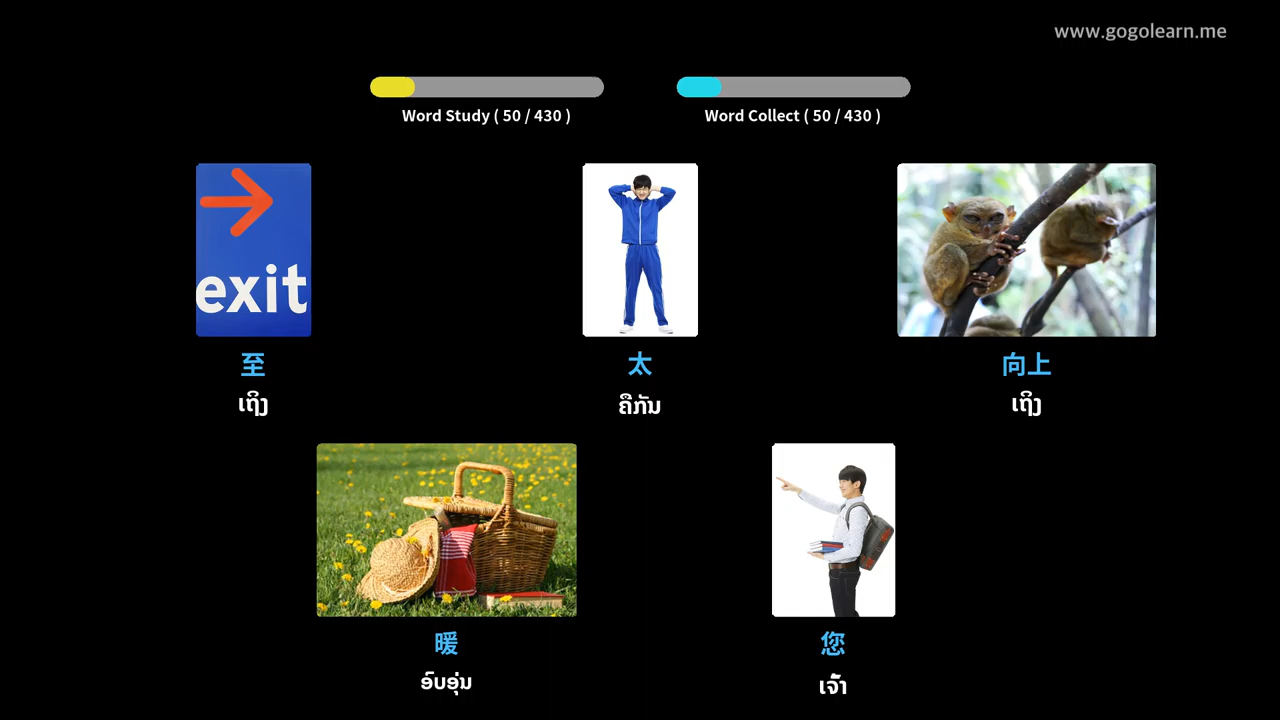 www.gogolearn.me
Word Study ( 50 / 430 )
Word Collect ( 50 / 430 )
exit
至
ເຖິງ
太
ຄືກັນ
向上
ເຖິງ
暖
ອົບອຸ່ນ
您
ເຈົ້າ